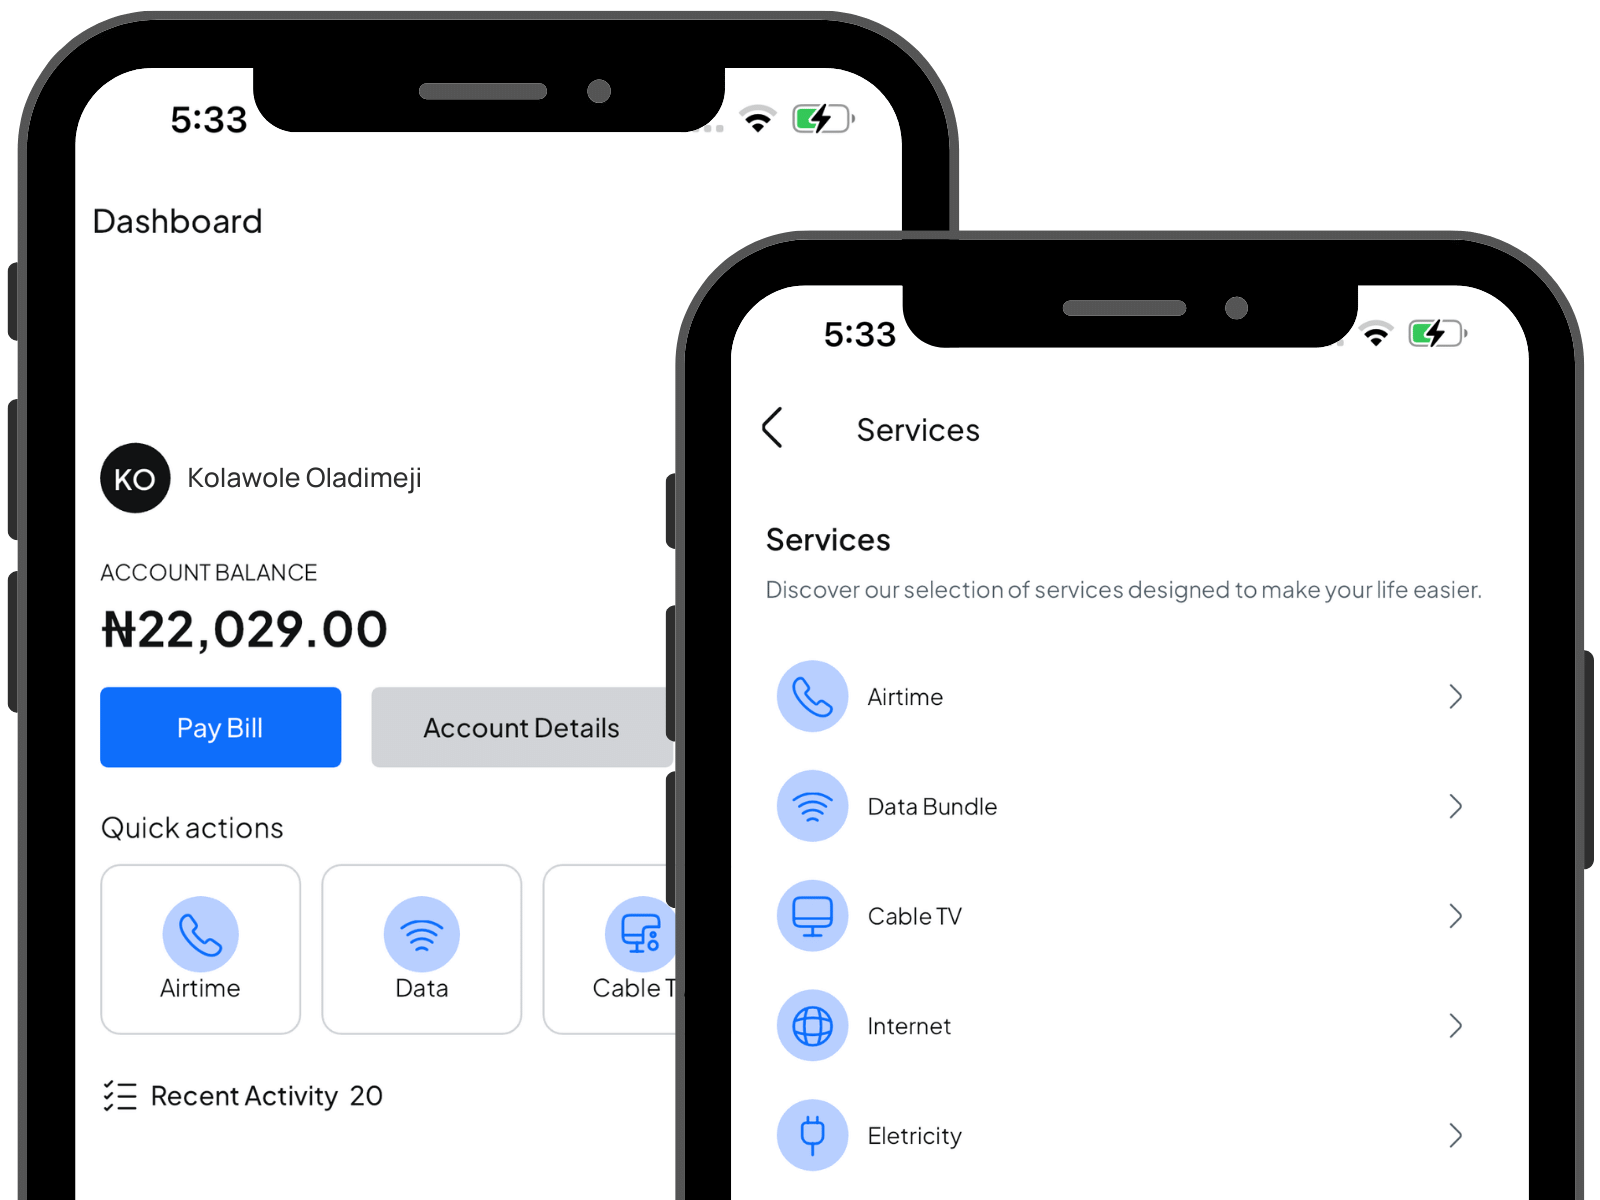 5:33
Dashboard
KO
Kolawole Oladimeji
ACCOUNT BALANCE
₦22,029.00
Pay Bill
Account Details
Quick actions
Airtime
Data
Cable T
Recent Activity 20
5:33
Services
Services
Discover our selection of services designed to make your life easier.
Airtime
Data Bundle
Cable TV
Internet
Eletricity